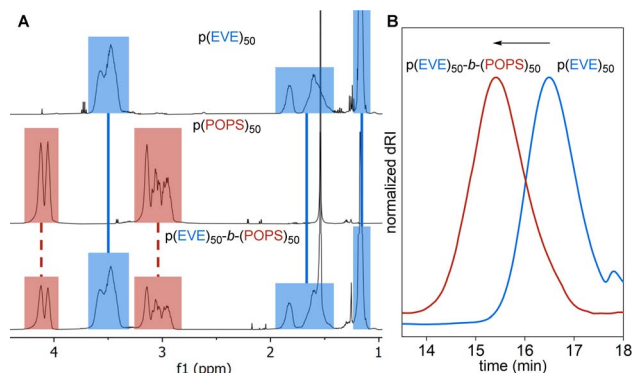 A
p(EVE)50
p(POPS)50
p(EVE)50-b-(POPS)50
4 3 2 1
f1 (ppm)
B
p(EVE)50-b-(POPS)50 p(EVE)50
normalized dRI
14 15 16 17 18
time (min)